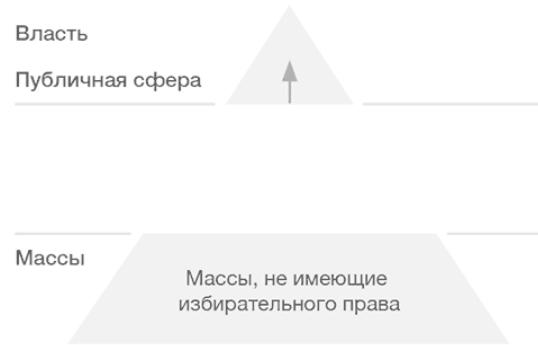 Власть
Публичная сфера
Массы
Массы, не имеющие
избирательного права